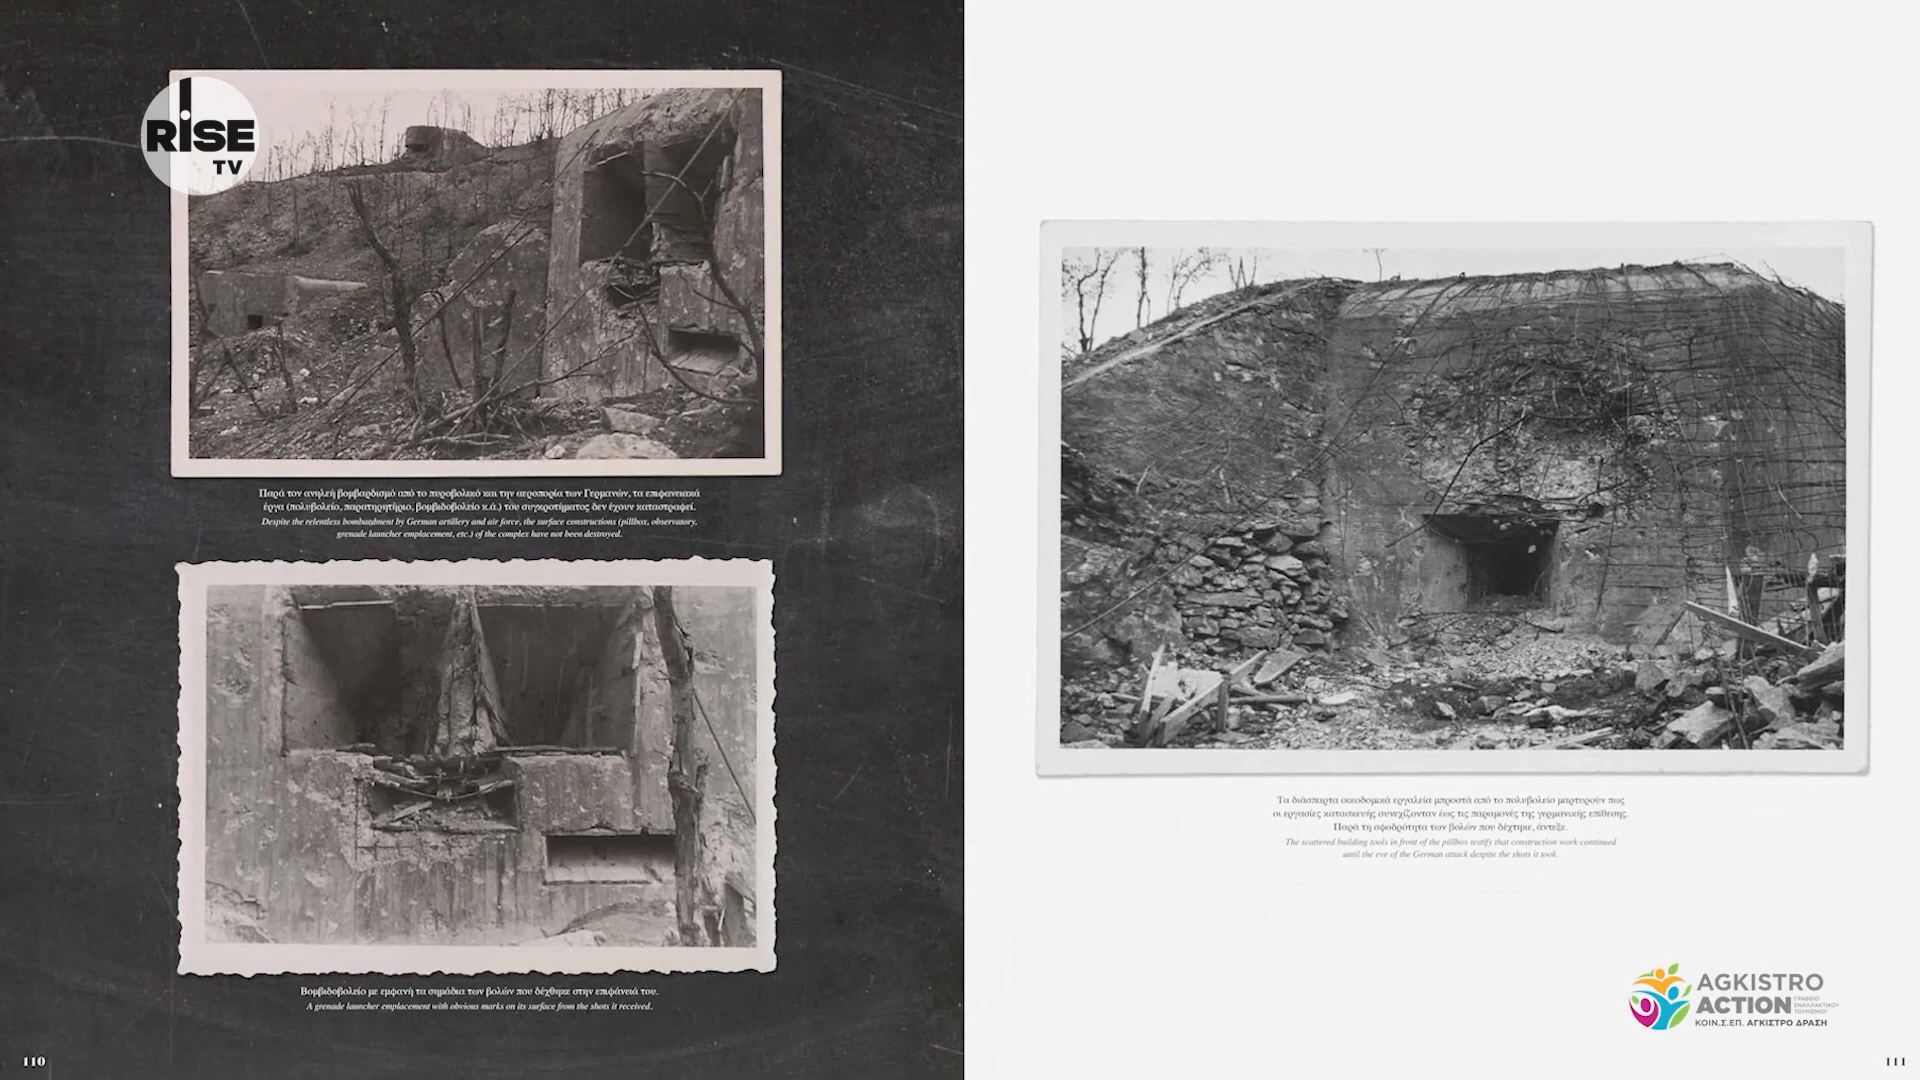 RiSE
TV
Παρά τον ανηλεή βομβαρδισμό από το πυροβολικό και την αεροπορία των Γερμανών, τα επιφανειακά
έργα (πολυβολείο, παρατηρητήριο, βομβιδοβολείο κ.ά.) του συγκροτήματος δεν έχουν καταστραφεί.
Despite the relentless bombardment by German artillery and air force, the surface constructions (pillbox, observatory,
grenade launcher emplacement, etc.) of the complex have not been destroyed.
Βομβιδοβολείο με εμφανή τα σημάδια των βολών που δέχθηκε στην επιφάνειά του.
A grenade launcher emplacement with obvious marks on its surface from the shots it received.
110
Τα διάσπαρτα οικοδομικά εργαλεία μπροστά από το πολυβολείο μαρτυρούν πως
οι εργασίες κατασκευής συνεχίζονταν έως τις παραμονές της γερμανικής επίθεσης.
Παρά τη σφοδρότητα των βολών που δέχτηκε, άντεξε.
The scattered building tools in front of the pillbox testify that construction work continued
until the eve of the German attack despite the shots it took.
AGKISTRO
ACTION
ΓΡΑΦΕΙΟ
ΕΝΑΛΛΑΚΤΙΚΟΥ
ΤΟΥΡΙΣΜΟΥ
ΚΟΙΝ.Σ.ΕΠ. ΑΓΚΙΣΤΡΟ ΔΡΑΣΗ
111